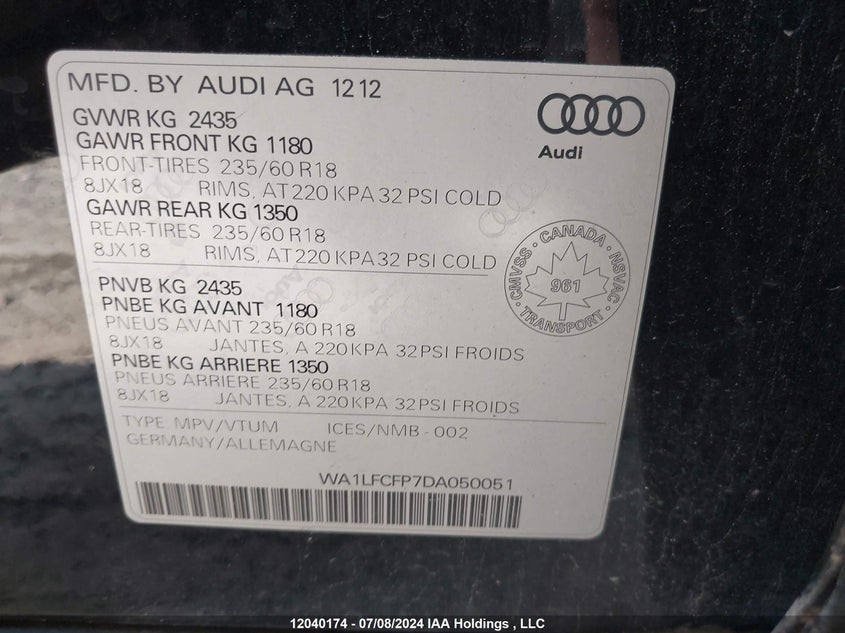 MFD. BY AUDI AG 12 12
GVWR KG 2435
GAWR FRONT KG 1180
FRONT-TIRES 235/60 R18
8JX18 RIMS, AT 220 KPA 32 PSI COLD
GAWR REAR KG 1350
REAR-TIRES 235/60 R18
8JX18 RIMS, AT 220 KPA 32 PSI COLD
Audi
CMVSS · CANADA · NSVAC
961
· TRANSPORT ·
PNVB KG 2435
PNBE KG AVANT 1180
PNEUS AVANT 235/60 R18
8JX18 JANTES, A 220 KPA 32 PSI FROIDS
PNBE KG ARRIERE 1350
PNEUS ARRIERE 235/60 R18
8JX18 JANTES, A 220 KPA 32 PSI FROIDS
TYPE MPV/VTUM ICES/NMB - 002
GERMANY/ALLEMAGNE
WA1LFCFP7DA050051
12040174 - 07/08/2024 IAA Holdings , LLC